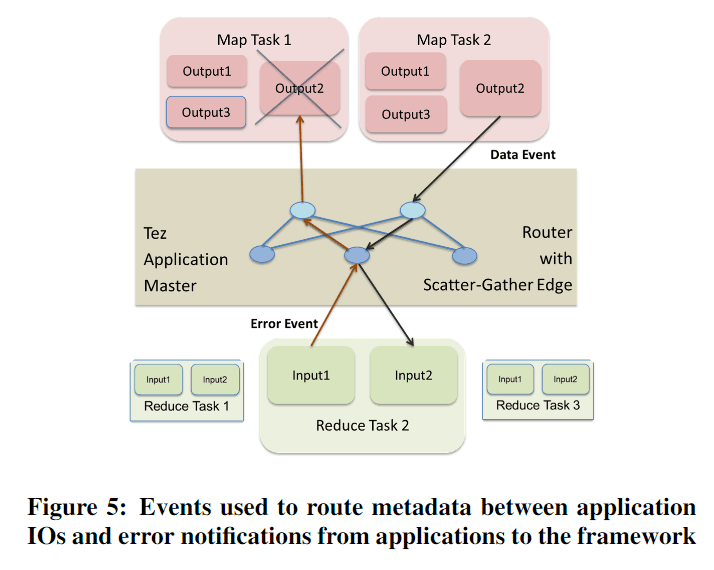 Map Task 1
Output1
Output2
Output3
Map Task 2
Output1
Output2
Output3
Data Event
Tez
Application
Master
Router
with
Scatter-Gather Edge
Error Event
Input1
Input2
Reduce Task 1
Input1
Input2
Reduce Task 2
Input1
Input2
Reduce Task 3
Figure 5: Events used to route metadata between application
IOs and error notifications from applications to the framework